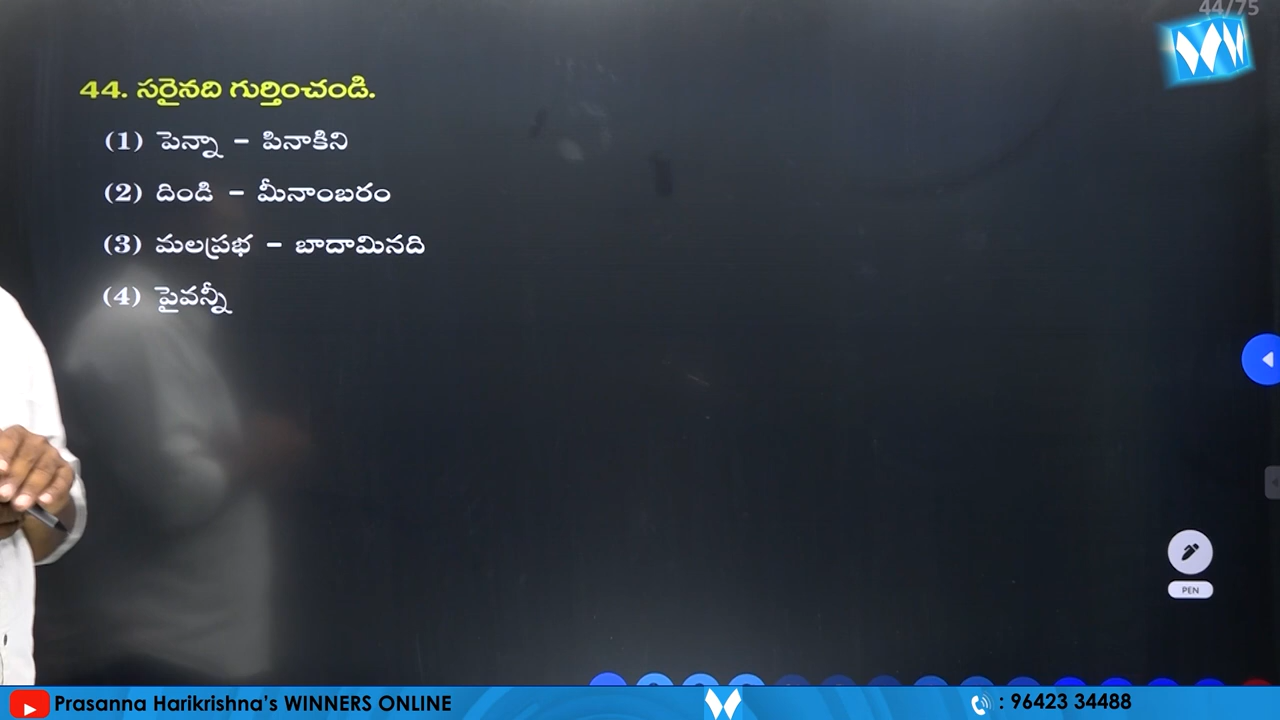 44/75
44. సరైనది గుర్తించండి.
(1) పెన్నా - పినాకిని
(2) దిండి - మీనాంబరం
(3) మలప్రభ - బాదామినది
(4) పైవన్నీ
PEN
Prasanna Harikrishna's WINNERS ONLINE
: 96423 34488